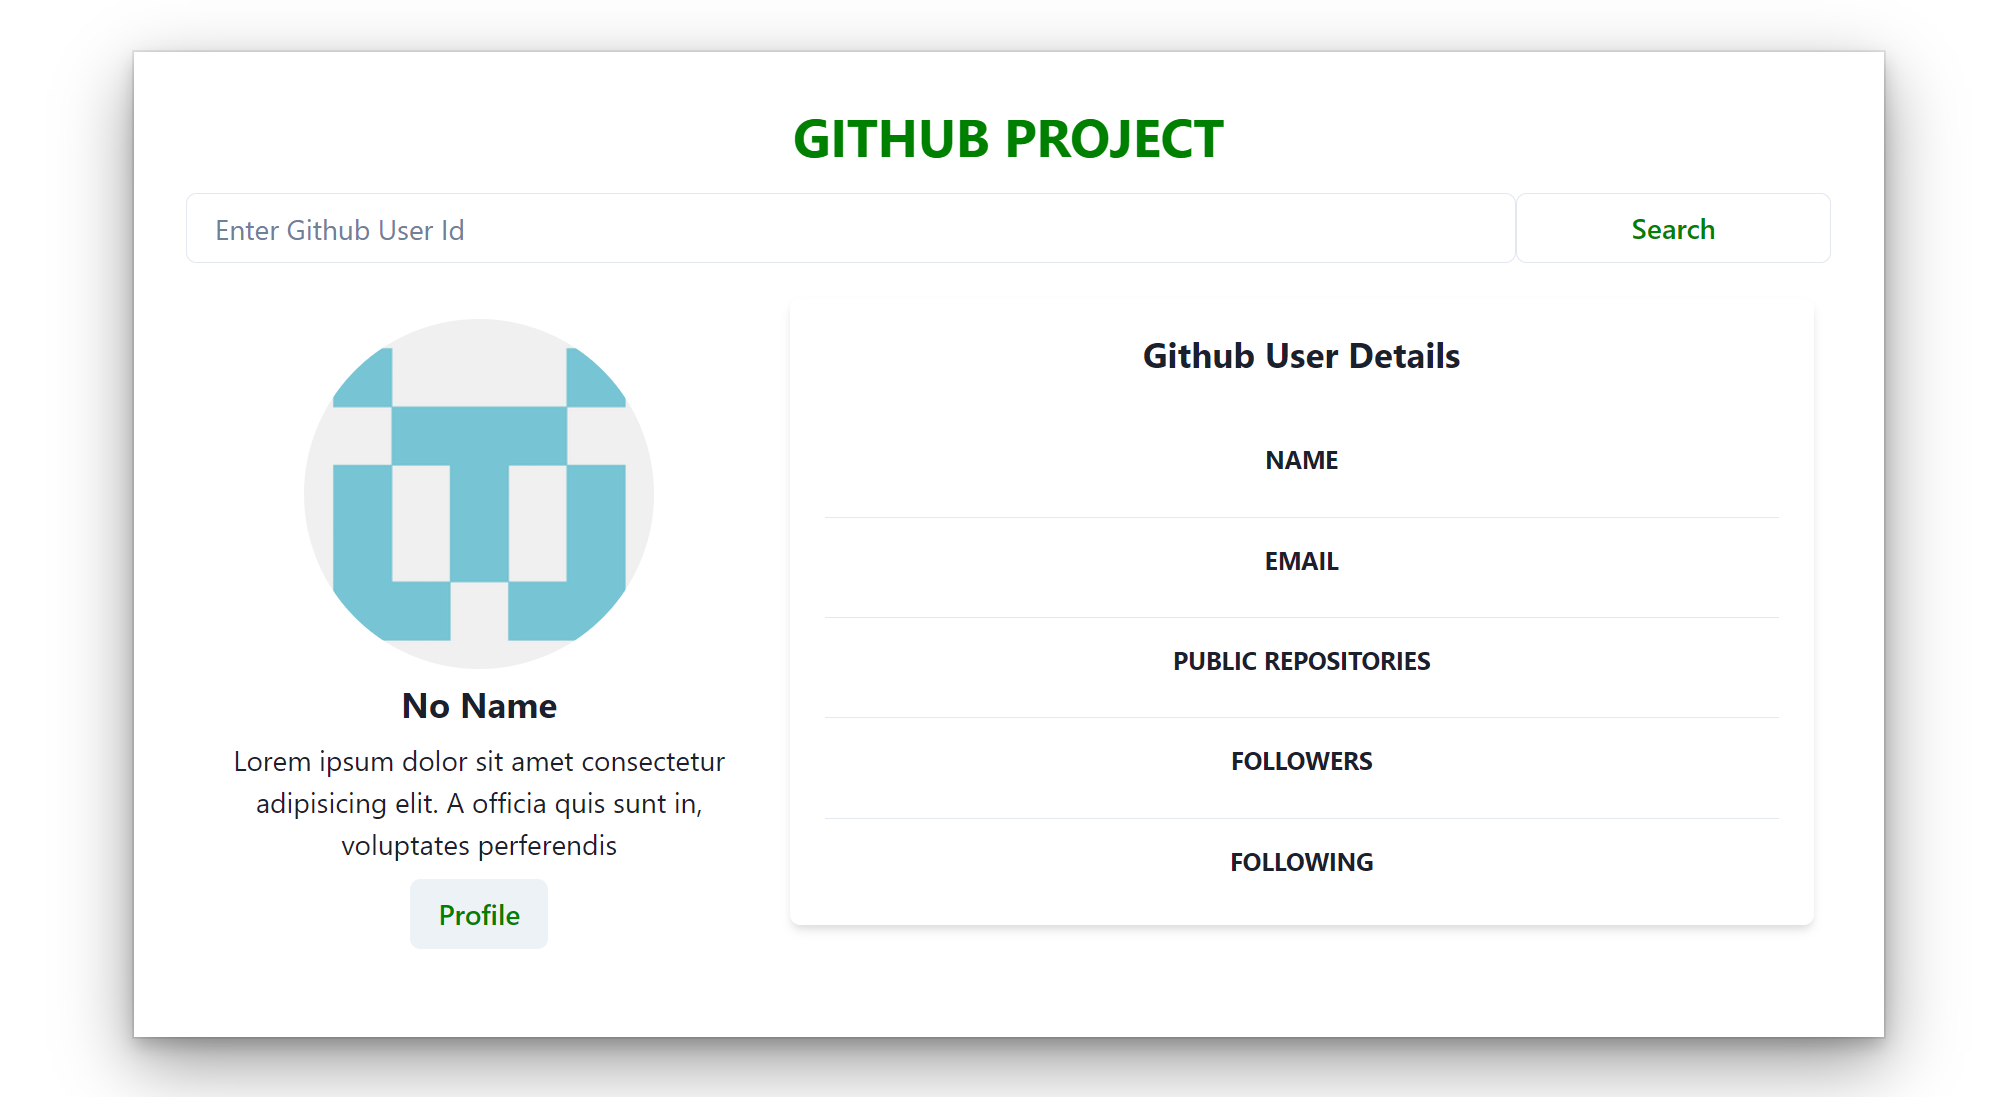 GITHUB PROJECT
Enter Github User Id
Search
No Name
Lorem ipsum dolor sit amet consectetur
adipisicing elit. A officia quis sunt in,
voluptates perferendis
Profile
Github User Details
NAME
EMAIL
PUBLIC REPOSITORIES
FOLLOWERS
FOLLOWING